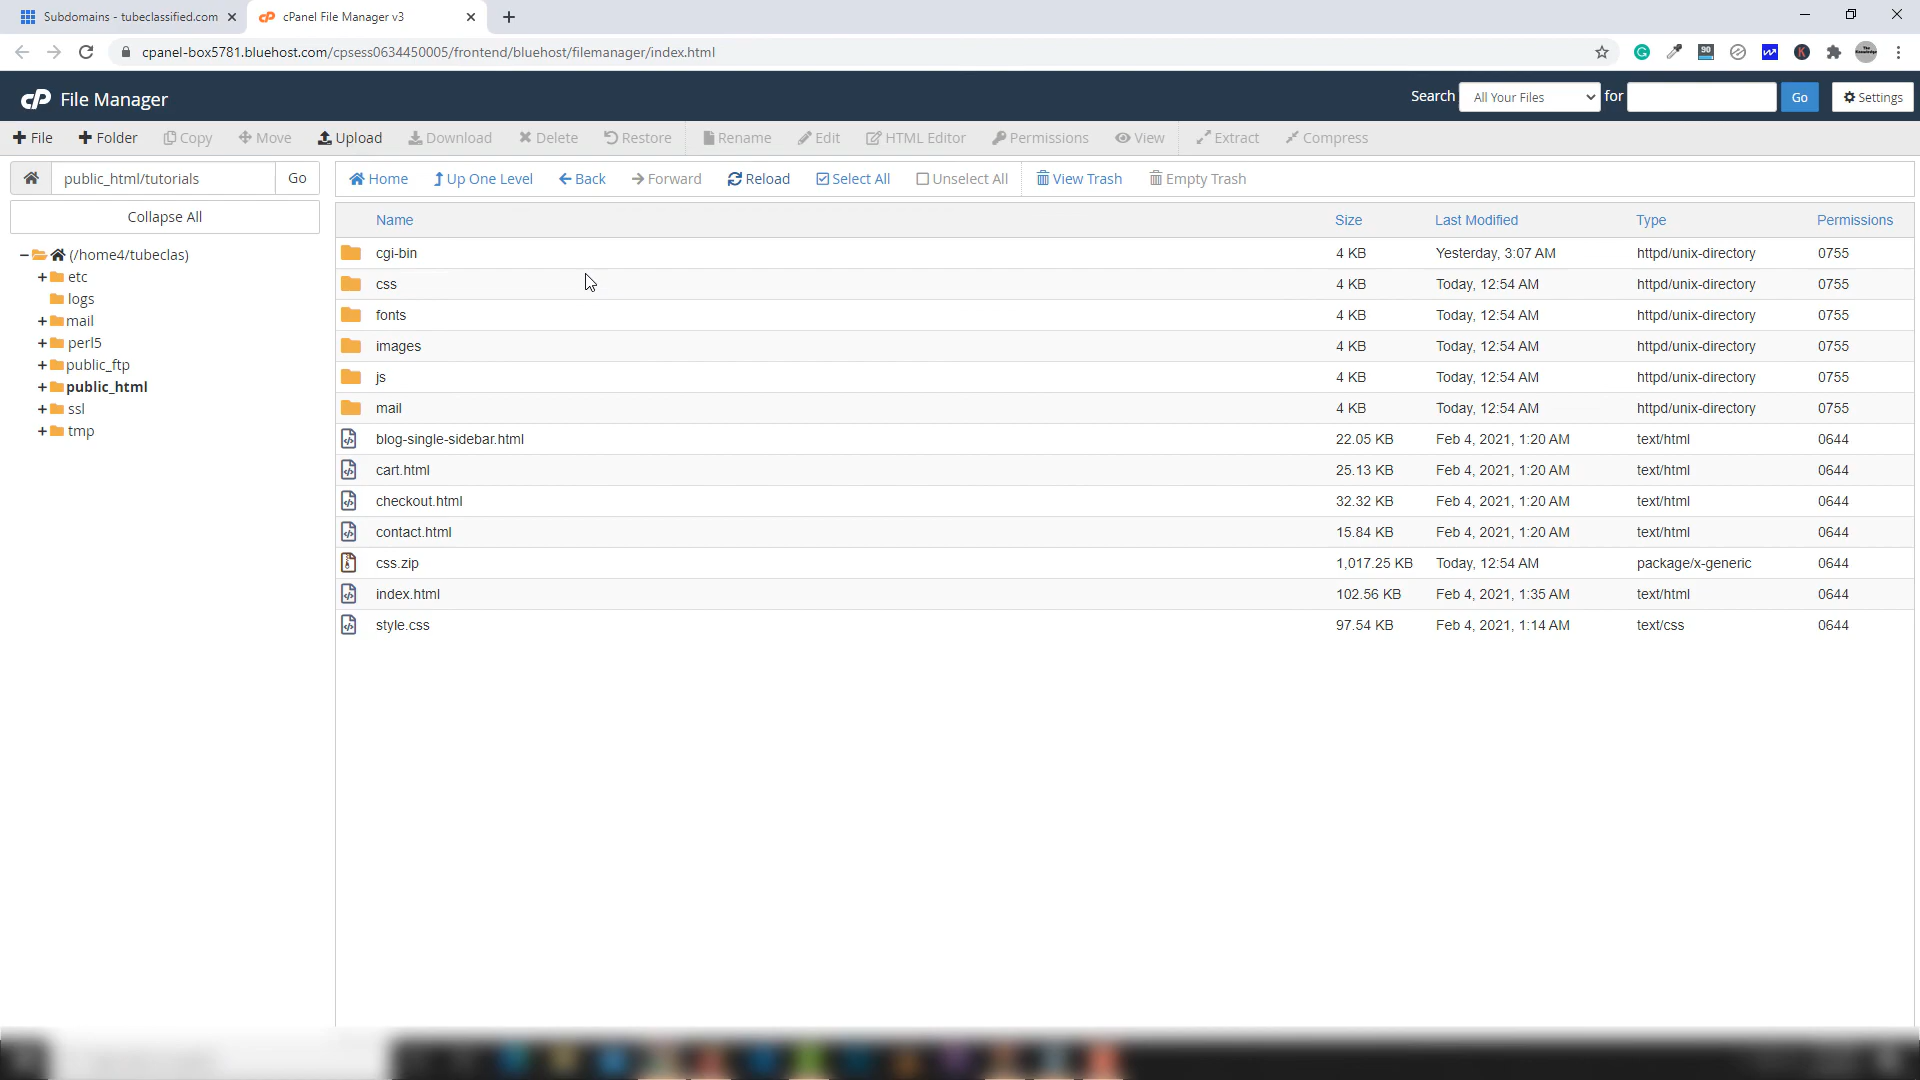 Subdomains - tubeclassified.com
cPanel File Manager v3
cpanel-box5781.bluehost.com/cpsess0634450005/frontend/bluehost/filemanager/index.html
90
cP File Manager
Search All Your Files for Go Settings
File Folder Copy Move Upload Download Delete Restore Rename Edit HTML Editor Permissions View Extract Compress
public_html/tutorials Go
Home Up One Level Back Forward Reload Select All Unselect All View Trash Empty Trash
Collapse All
(/home4/tubeclas)
etc
logs
mail
perl5
public_ftp
public_html
ssl
tmp
Name Size Last Modified Type Permissions
cgi-bin 4 KB Yesterday, 3:07 AM httpd/unix-directory 0755
css 4 KB Today, 12:54 AM httpd/unix-directory 0755
fonts 4 KB Today, 12:54 AM httpd/unix-directory 0755
images 4 KB Today, 12:54 AM httpd/unix-directory 0755
js 4 KB Today, 12:54 AM httpd/unix-directory 0755
mail 4 KB Today, 12:54 AM httpd/unix-directory 0755
blog-single-sidebar.html 22.05 KB Feb 4, 2021, 1:20 AM text/html 0644
cart.html 25.13 KB Feb 4, 2021, 1:20 AM text/html 0644
checkout.html 32.32 KB Feb 4, 2021, 1:20 AM text/html 0644
contact.html 15.84 KB Feb 4, 2021, 1:20 AM text/html 0644
css.zip 1,017.25 KB Today, 12:54 AM package/x-generic 0644
index.html 102.56 KB Feb 4, 2021, 1:35 AM text/html 0644
style.css 97.54 KB Feb 4, 2021, 1:14 AM text/css 0644